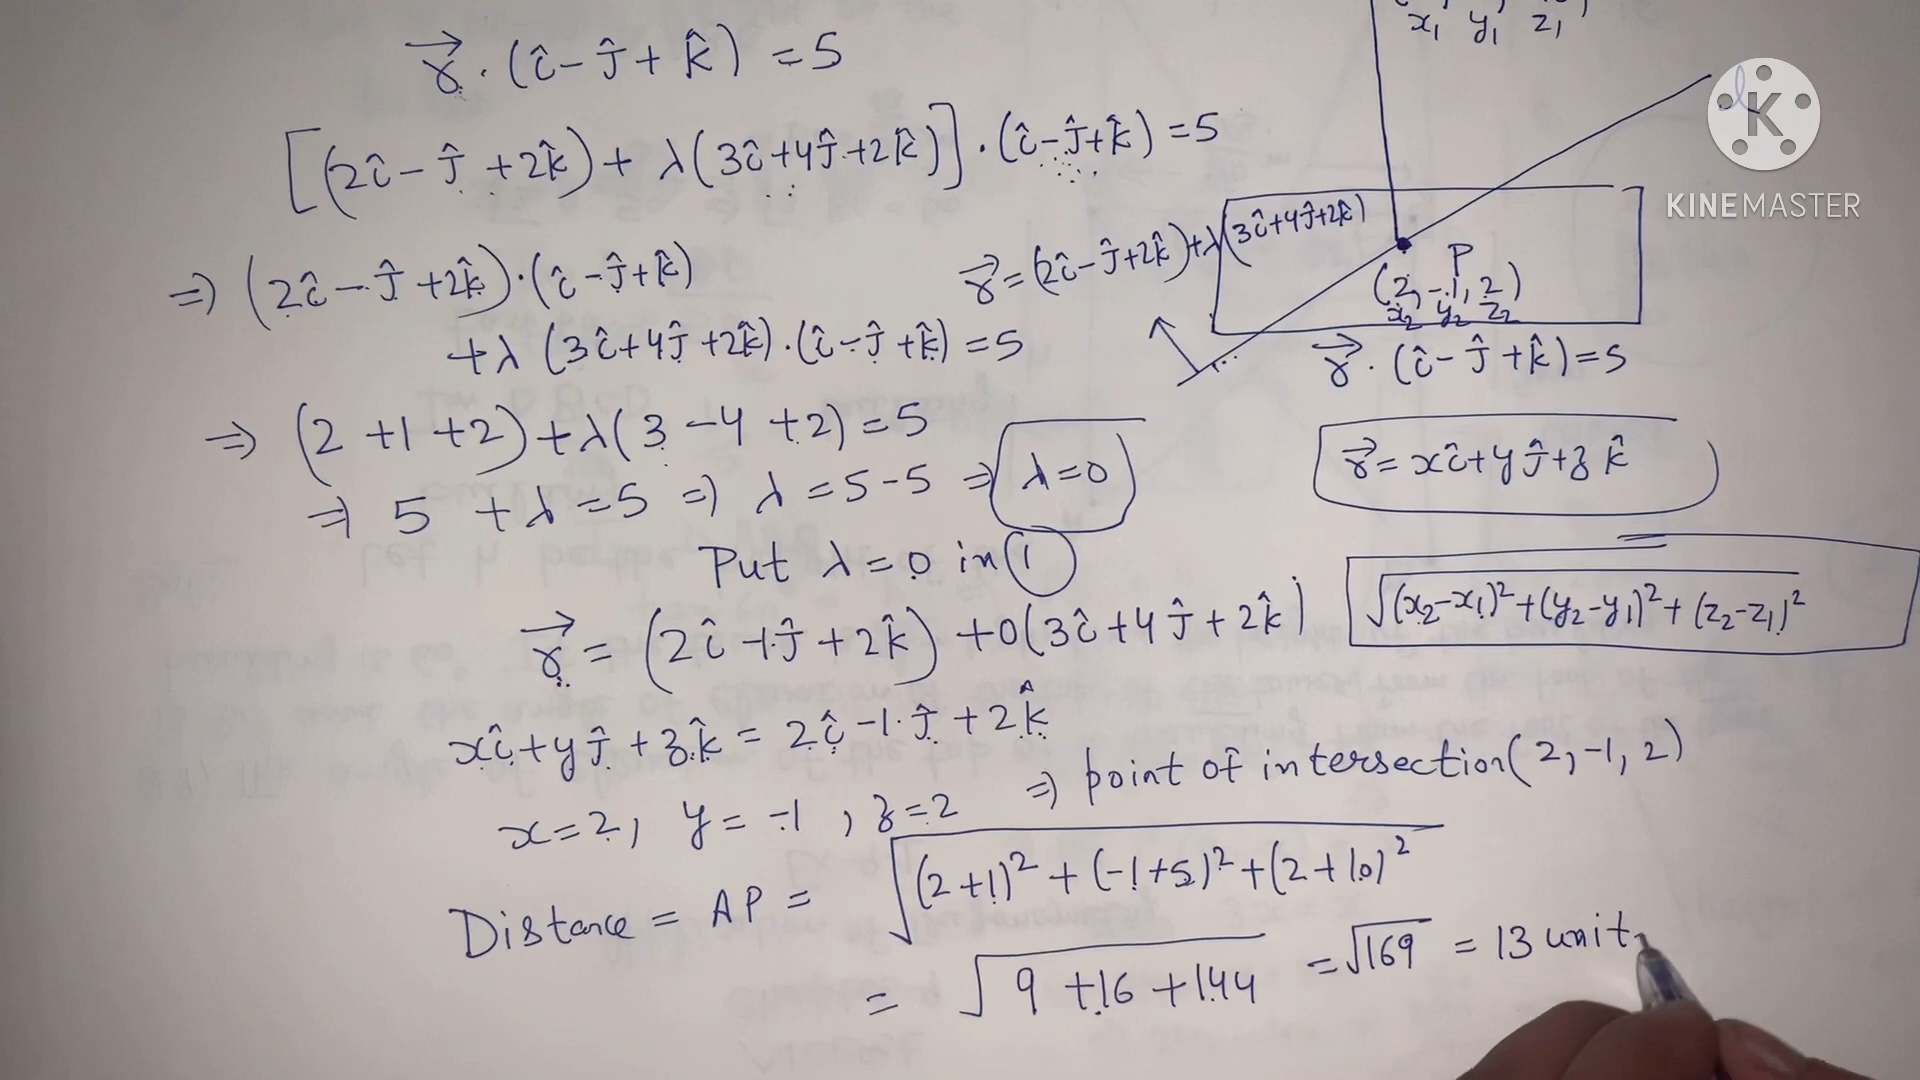 x₁ y₁ z₁
r⃗ · (î - ĵ + k̂) = 5
[(2î - ĵ + 2k̂) + λ(3î + 4ĵ + 2k̂)] · (î - ĵ + k̂) = 5
⇒ (2î - ĵ + 2k̂) · (î - ĵ + k̂)
+ λ (3î + 4ĵ + 2k̂) · (î - ĵ + k̂) = 5
⇒ (2 + 1 + 2) + λ(3 - 4 + 2) = 5
⇒ 5 + λ = 5 ⇒ λ = 5 - 5 ⇒ λ = 0
Put λ = 0 in 1
r⃗ = (2î - 1ĵ + 2k̂) + 0(3î + 4ĵ + 2k̂)
xî + yĵ + zk̂ = 2î - 1·ĵ + 2k̂
x = 2, y = -1, z = 2 ⇒ point of intersection (2, -1, 2)
Distance = AP = √(2+1)² + (-1+5)² + (2+10)²
= √9 + 16 + 144 = √169 = 13 unit
K
KINEMASTER
r⃗ = (2î - ĵ + 2k̂) + λ(3î + 4ĵ + 2k̂)
P
(2, -1, 2)
x₂ y₂ z₂
r⃗ · (î - ĵ + k̂) = 5
r⃗ = xî + yĵ + zk̂
√(x₂-x₁)² + (y₂-y₁)² + (z₂-z₁)²